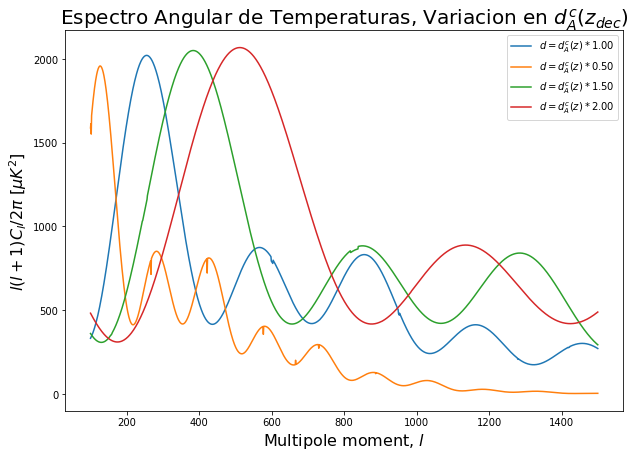 Espectro Angular de Temperaturas, Variacion en $d_A^c(z_{dec})$
$l(l+1)C_l/2\pi$ [$\mu K^2$]
2000
1500
1000
500
0
$d = d_A^c(z) * 1.00$
$d = d_A^c(z) * 0.50$
$d = d_A^c(z) * 1.50$
$d = d_A^c(z) * 2.00$
200 400 600 800 1000 1200 1400
Multipole moment, $l$